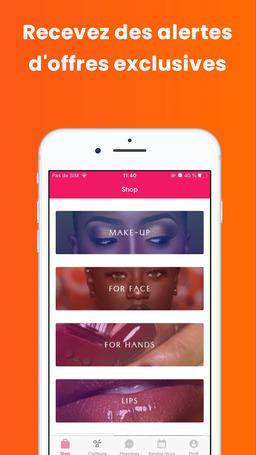 Recevez des alertes
d'offres exclusives
Pas de SIM 11:40 40 %
Shop
MAKE-UP
FOR FACE
FOR HANDS
LIPS
Shop Coiffeuse Messages Rendez-Vous Profil